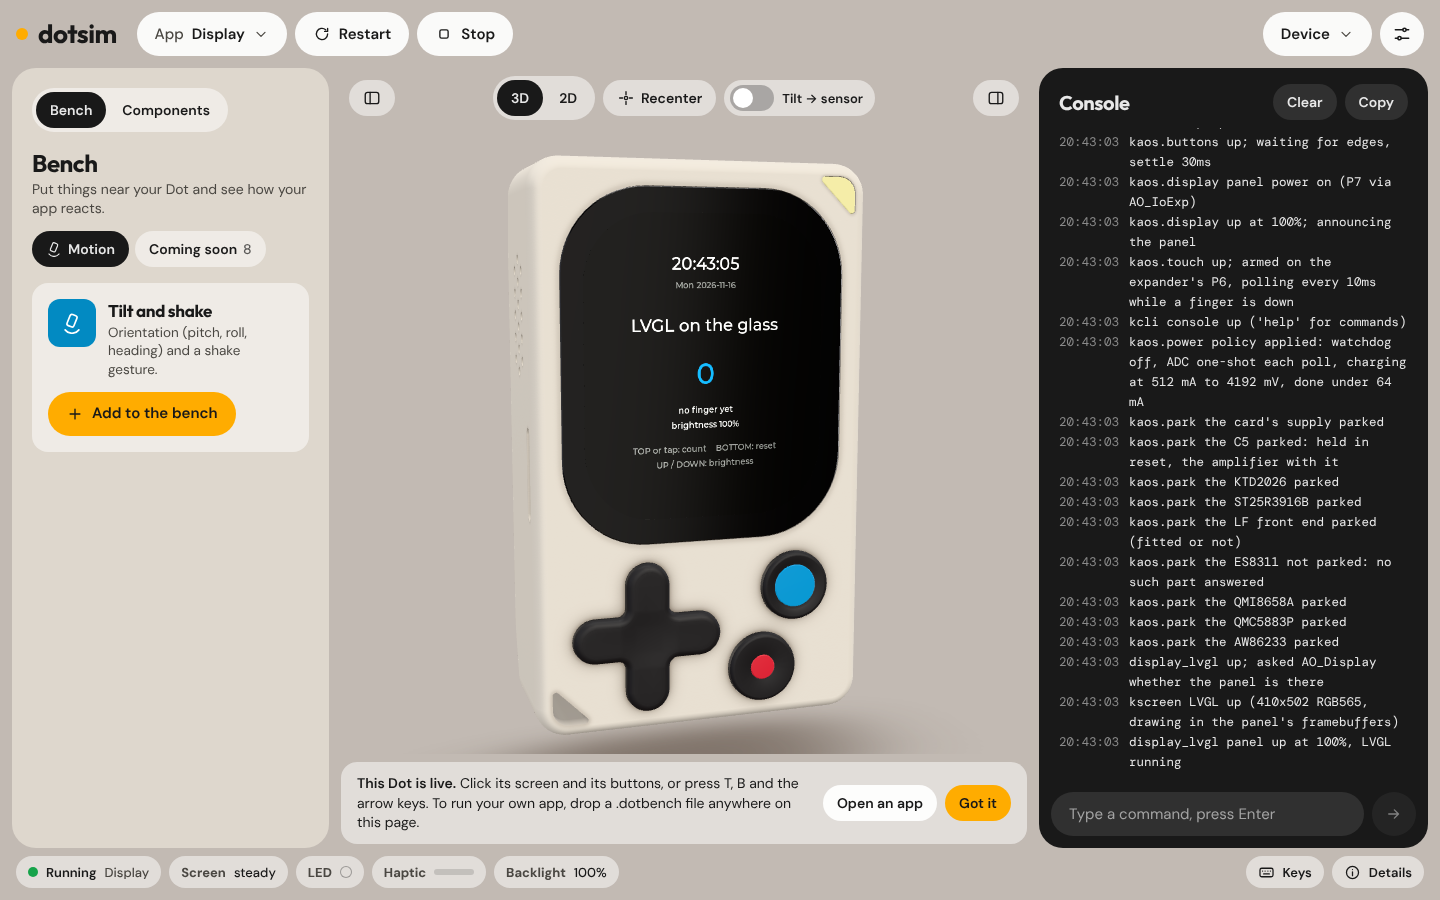 dotsim
App Display
Restart
Stop
Device
Bench
Components
Bench
Put things near your Dot and see how your
app reacts.
Motion
Coming soon 8
Tilt and shake
Orientation (pitch, roll,
heading) and a shake
gesture.
+ Add to the bench
3D
2D
Recenter
Tilt → sensor
20:43:05
Mon 2026-11-16
LVGL on the glass
0
no finger yet
brightness 100%
TOP or tap: count BOTTOM: reset
UP / DOWN: brightness
This Dot is live. Click its screen and its buttons, or press T, B and the
arrow keys. To run your own app, drop a .dotbench file anywhere on
this page.
Open an app
Got it
Console
Clear
Copy
20:43:03 kaos.buttons up; waiting for edges,
settle 30ms
20:43:03 kaos.display panel power on (P7 via
AO_IoExp)
20:43:03 kaos.display up at 100%; announcing
the panel
20:43:03 kaos.touch up; armed on the
expander's P6, polling every 10ms
while a finger is down
20:43:03 kcli console up ('help' for commands)
20:43:03 kaos.power policy applied: watchdog
off, ADC one-shot each poll, charging
at 512 mA to 4192 mV, done under 64
mA
20:43:03 kaos.park the card's supply parked
20:43:03 kaos.park the C5 parked: held in
reset, the amplifier with it
20:43:03 kaos.park the KTD2026 parked
20:43:03 kaos.park the ST25R3916B parked
20:43:03 kaos.park the LF front end parked
(fitted or not)
20:43:03 kaos.park the ES8311 not parked: no
such part answered
20:43:03 kaos.park the QMI8658A parked
20:43:03 kaos.park the QMC5883P parked
20:43:03 kaos.park the AW86233 parked
20:43:03 display_lvgl up; asked AO_Display
whether the panel is there
20:43:03 kscreen LVGL up (410x502 RGB565,
drawing in the panel's framebuffers)
20:43:03 display_lvgl panel up at 100%, LVGL
running
Type a command, press Enter
Running Display
Screen steady
LED
Haptic
Backlight 100%
Keys
Details